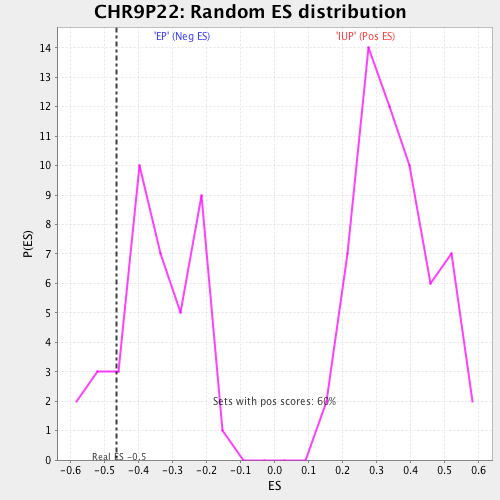 CHR9P22: Random ES distribution
'EP' (Neg ES) 'IUP' (Pos ES)
14
13
12
11
10
9
8
7
6
5
4
3
2
1
0
P(ES)
Sets with pos scores: 60%
Real ES -0.5
-0.6 -0.5 -0.4 -0.3 -0.2 -0.1 0.0 0.1 0.2 0.3 0.4 0.5 0.6
ES